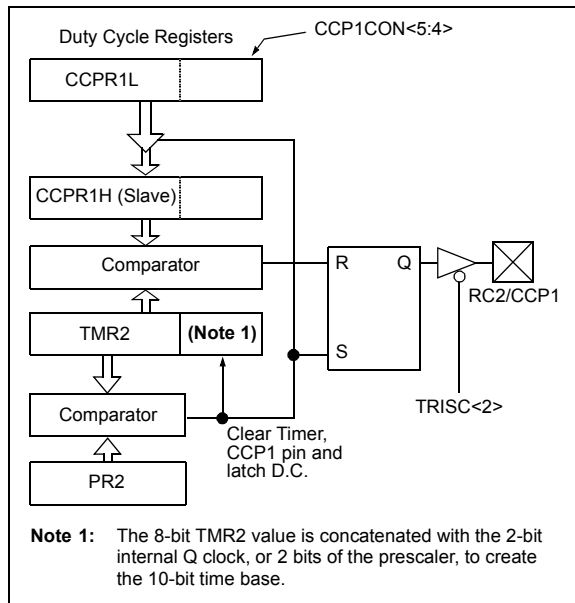 Duty Cycle Registers
CCP1CON<5:4>
CCPR1L
CCPR1H (Slave)
Comparator
R
Q
RC2/CCP1
TMR2
(Note 1)
S
TRISC<2>
Comparator
Clear Timer,
CCP1 pin and
latch D.C.
PR2
Note 1: The 8-bit TMR2 value is concatenated with the 2-bit
internal Q clock, or 2 bits of the prescaler, to create
the 10-bit time base.